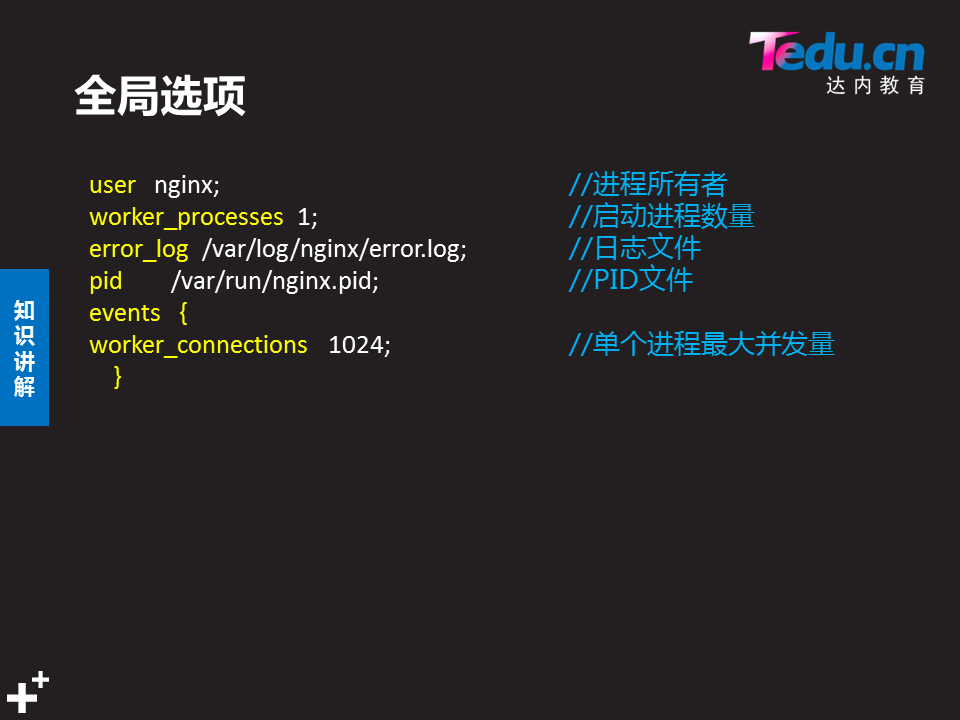 Tedu.cn
达内教育
全局选项
user nginx; //进程所有者
worker_processes 1; //启动进程数量
error_log /var/log/nginx/error.log; //日志文件
pid /var/run/nginx.pid; //PID文件
events {
worker_connections 1024; //单个进程最大并发量
}
知识讲解